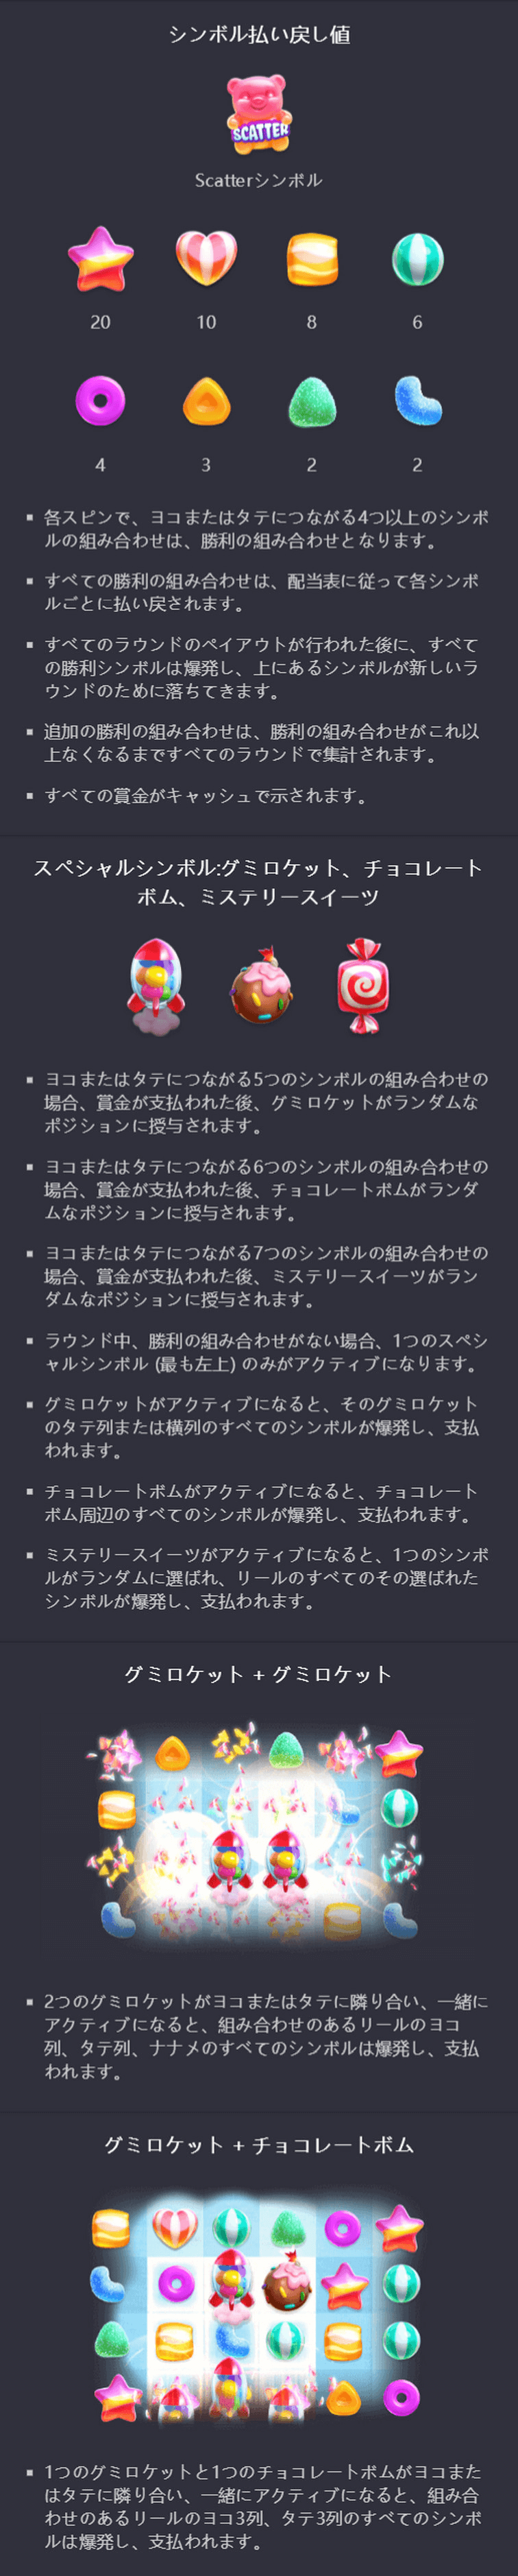 シンボル払い戻し値
SCATTER
Scatterシンボル
20 10 8 6
4 3 2 2
▪ 各スピンで、ヨコまたはタテにつながる4つ以上のシンボ
ルの組み合わせは、勝利の組み合わせとなります。
▪ すべての勝利の組み合わせは、配当表に従って各シンボ
ルごとに払い戻されます。
▪ すべてのラウンドのペイアウトが行われた後に、すべて
の勝利シンボルは爆発し、上にあるシンボルが新しいラ
ウンドのために落ちてきます。
▪ 追加の勝利の組み合わせは、勝利の組み合わせがこれ以
上なくなるまですべてのラウンドで集計されます。
▪ すべての賞金がキャッシュで示されます。
スペシャルシンボル:グミロケット、チョコレート
ボム、ミステリースイーツ
▪ ヨコまたはタテにつながる5つのシンボルの組み合わせの
場合、賞金が支払われた後、グミロケットがランダムな
ポジションに授与されます。
▪ ヨコまたはタテにつながる6つのシンボルの組み合わせの
場合、賞金が支払われた後、チョコレートボムがランダ
ムなポジションに授与されます。
▪ ヨコまたはタテにつながる7つのシンボルの組み合わせの
場合、賞金が支払われた後、ミステリースイーツがラン
ダムなポジションに授与されます。
▪ ラウンド中、勝利の組み合わせがない場合、1つのスペシ
ャルシンボル (最も左上) のみがアクティブになります。
▪ グミロケットがアクティブになると、そのグミロケット
のタテ列または横列のすべてのシンボルが爆発し、支払
われます。
▪ チョコレートボムがアクティブになると、チョコレート
ボム周辺のすべてのシンボルが爆発し、支払われます。
▪ ミステリースイーツがアクティブになると、1つのシンボ
ルがランダムに選ばれ、リールのすべてのその選ばれた
シンボルが爆発し、支払われます。
グミロケット + グミロケット
▪ 2つのグミロケットがヨコまたはタテに隣り合い、一緒に
アクティブになると、組み合わせのあるリールのヨコ
列、タテ列、ナナメのすべてのシンボルは爆発し、支払
われます。
グミロケット + チョコレートボム
▪ 1つのグミロケットと1つのチョコレートボムがヨコまた
はタテに隣り合い、一緒にアクティブになると、組み合
わせのあるリールのヨコ3列、タテ3列のすべてのシンボ
ルは爆発し、支払われます。